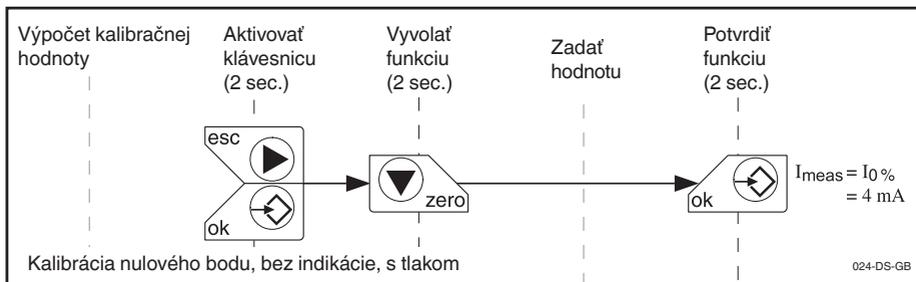 Výpočet kalibračnej
hodnoty
Aktivovať
klávesnicu
(2 sec.)
Vyvolať
funkciu
(2 sec.)
Zadať
hodnotu
Potvrdiť
funkciu
(2 sec.)
esc
ok
zero
ok
Imeas = I0 %
= 4 mA
Kalibrácia nulového bodu, bez indikácie, s tlakom
024-DS-GB